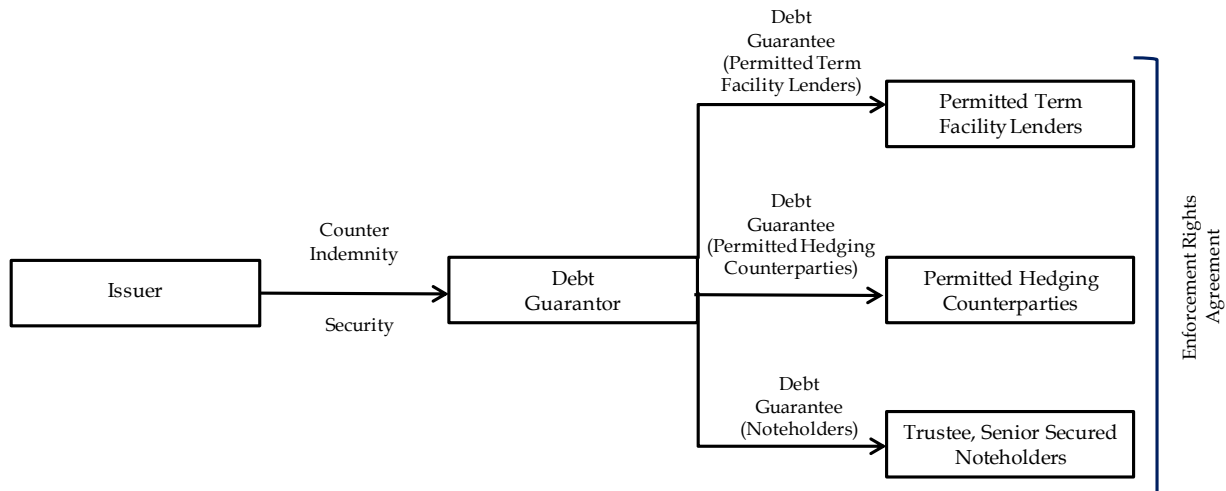 Debt
Guarantee
(Permitted Term
Facility Lenders)
Permitted Term
Facility Lenders
Counter
Indemnity
Issuer
Security
Debt
Guarantor
Debt
Guarantee
(Permitted Hedging
Counterparties)
Permitted Hedging
Counterparties
Debt
Guarantee
(Noteholders)
Trustee, Senior Secured
Noteholders
Enforcement Rights
Agreement